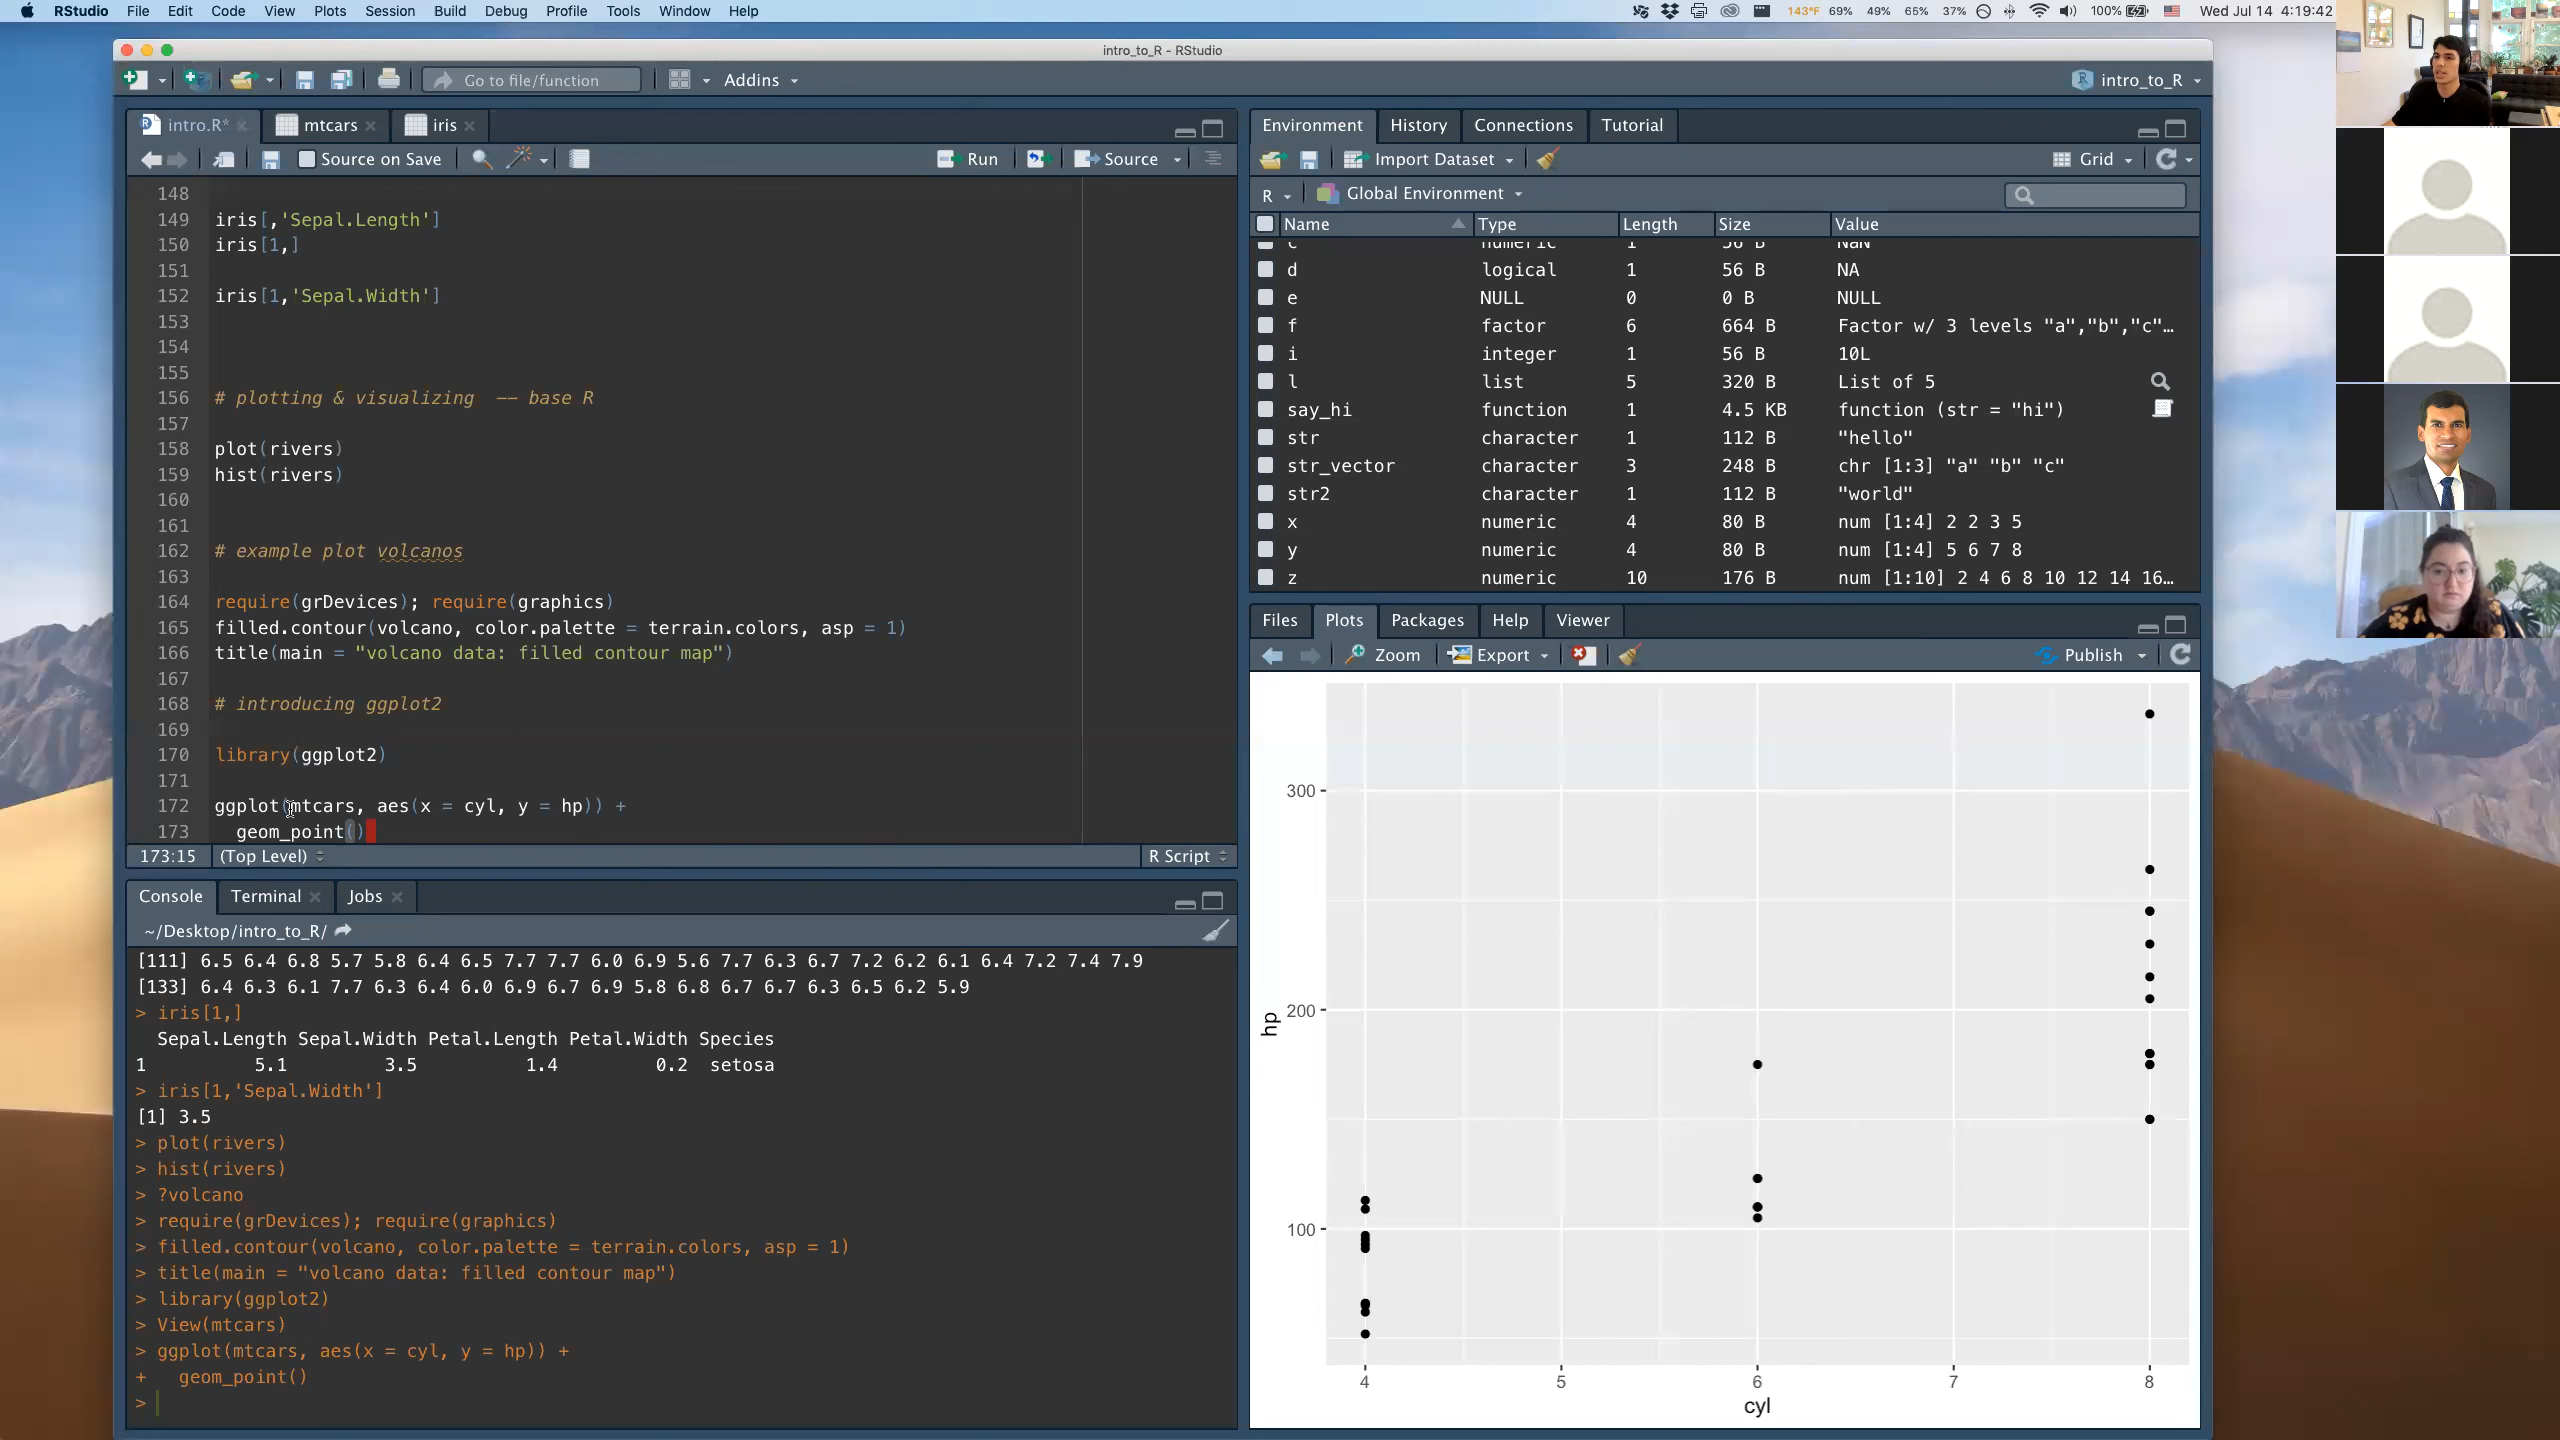 RStudio File Edit Code View Plots Session Build Debug Profile Tools Window Help
143°F 69% 49% 65% 37% 100% Wed Jul 14 4:19:42
intro_to_R - RStudio
Go to file/function Addins intro_to_R
intro.R* mtcars iris
Source on Save Run Source
148
149 iris[,'Sepal.Length']
150 iris[1,]
151
152 iris[1,'Sepal.Width']
153
154
155
156 # plotting & visualizing -- base R
157
158 plot(rivers)
159 hist(rivers)
160
161
162 # example plot volcanos
163
164 require(grDevices); require(graphics)
165 filled.contour(volcano, color.palette = terrain.colors, asp = 1)
166 title(main = "volcano data: filled contour map")
167
168 # introducing ggplot2
169
170 library(ggplot2)
171
172 ggplot(mtcars, aes(x = cyl, y = hp)) +
173 geom_point()
173:15 (Top Level) R Script
Console Terminal Jobs
~/Desktop/intro_to_R/
[111] 6.5 6.4 6.8 5.7 5.8 6.4 6.5 7.7 7.7 6.0 6.9 5.6 7.7 6.3 6.7 7.2 6.2 6.1 6.4 7.2 7.4 7.9
[133] 6.4 6.3 6.1 7.7 6.3 6.4 6.0 6.9 6.7 6.9 5.8 6.8 6.7 6.7 6.3 6.5 6.2 5.9
> iris[1,]
Sepal.Length Sepal.Width Petal.Length Petal.Width Species
1 5.1 3.5 1.4 0.2 setosa
> iris[1,'Sepal.Width']
[1] 3.5
> plot(rivers)
> hist(rivers)
> ?volcano
> require(grDevices); require(graphics)
> filled.contour(volcano, color.palette = terrain.colors, asp = 1)
> title(main = "volcano data: filled contour map")
> library(ggplot2)
> View(mtcars)
> ggplot(mtcars, aes(x = cyl, y = hp)) +
+ geom_point()
>
Environment History Connections Tutorial
Import Dataset Grid
R Global Environment
Name Type Length Size Value
c numeric 1 56 B NaN
d logical 1 56 B NA
e NULL 0 0 B NULL
f factor 6 664 B Factor w/ 3 levels "a","b","c"…
i integer 1 56 B 10L
l list 5 320 B List of 5
say_hi function 1 4.5 KB function (str = "hi")
str character 1 112 B "hello"
str_vector character 3 248 B chr [1:3] "a" "b" "c"
str2 character 1 112 B "world"
x numeric 4 80 B num [1:4] 2 2 3 5
y numeric 4 80 B num [1:4] 5 6 7 8
z numeric 10 176 B num [1:10] 2 4 6 8 10 12 14 16…
Files Plots Packages Help Viewer
Zoom Export Publish
300
200
100
hp
4 5 6 7 8
cyl